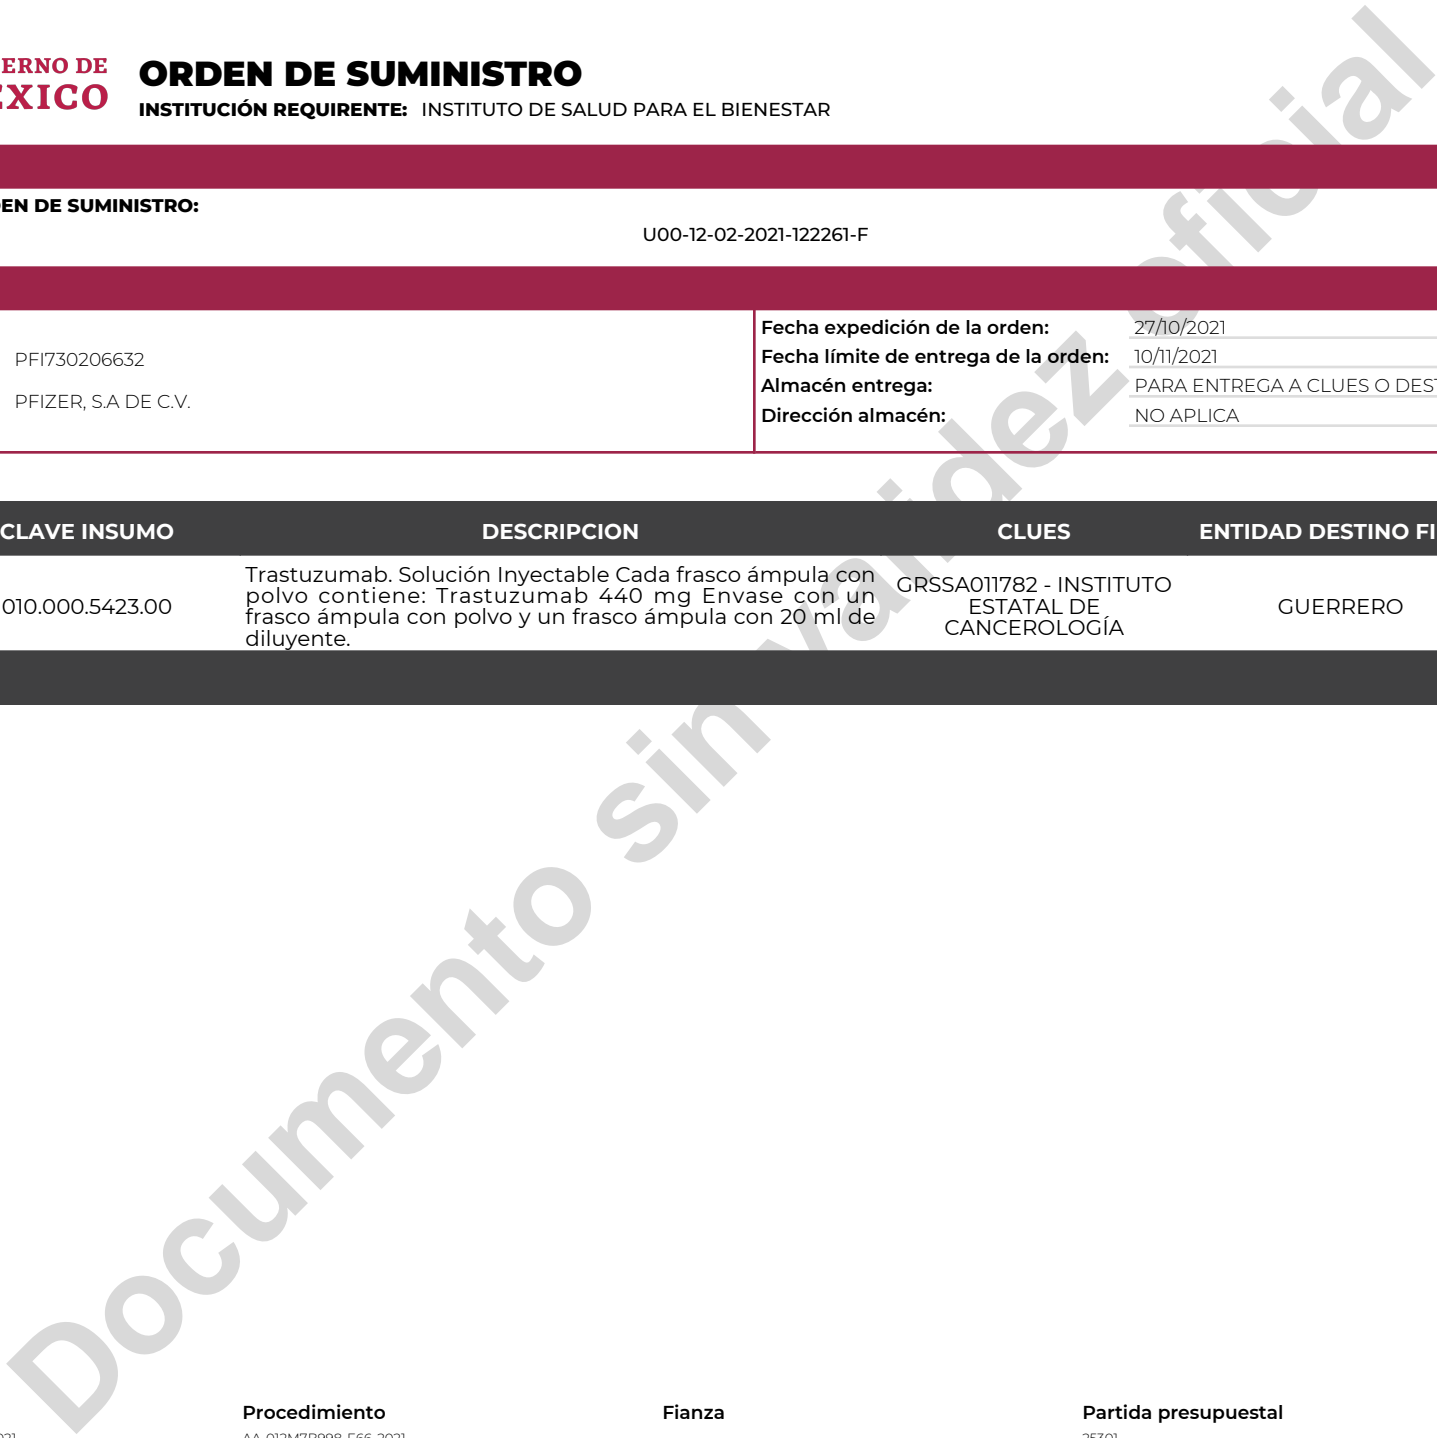 ERNO DE
ÉXICO
ORDEN DE SUMINISTRO
INSTITUCIÓN REQUIRENTE: INSTITUTO DE SALUD PARA EL BIENESTAR
EN DE SUMINISTRO:
U00-12-02-2021-122261-F
PFI730206632
PFIZER, S.A DE C.V.
Fecha expedición de la orden: 27/10/2021
Fecha límite de entrega de la orden: 10/11/2021
Almacén entrega: PARA ENTREGA A CLUES O DEST
Dirección almacén: NO APLICA
CLAVE INSUMO DESCRIPCION CLUES ENTIDAD DESTINO FI
010.000.5423.00
Trastuzumab. Solución Inyectable Cada frasco ámpula con
polvo contiene: Trastuzumab 440 mg Envase con un
frasco ámpula con polvo y un frasco ámpula con 20 ml de
diluyente.
GRSSA011782 - INSTITUTO
ESTATAL DE
CANCEROLOGÍA
GUERRERO
Documento sin validez oficial
Procedimiento Fianza Partida presupuestal